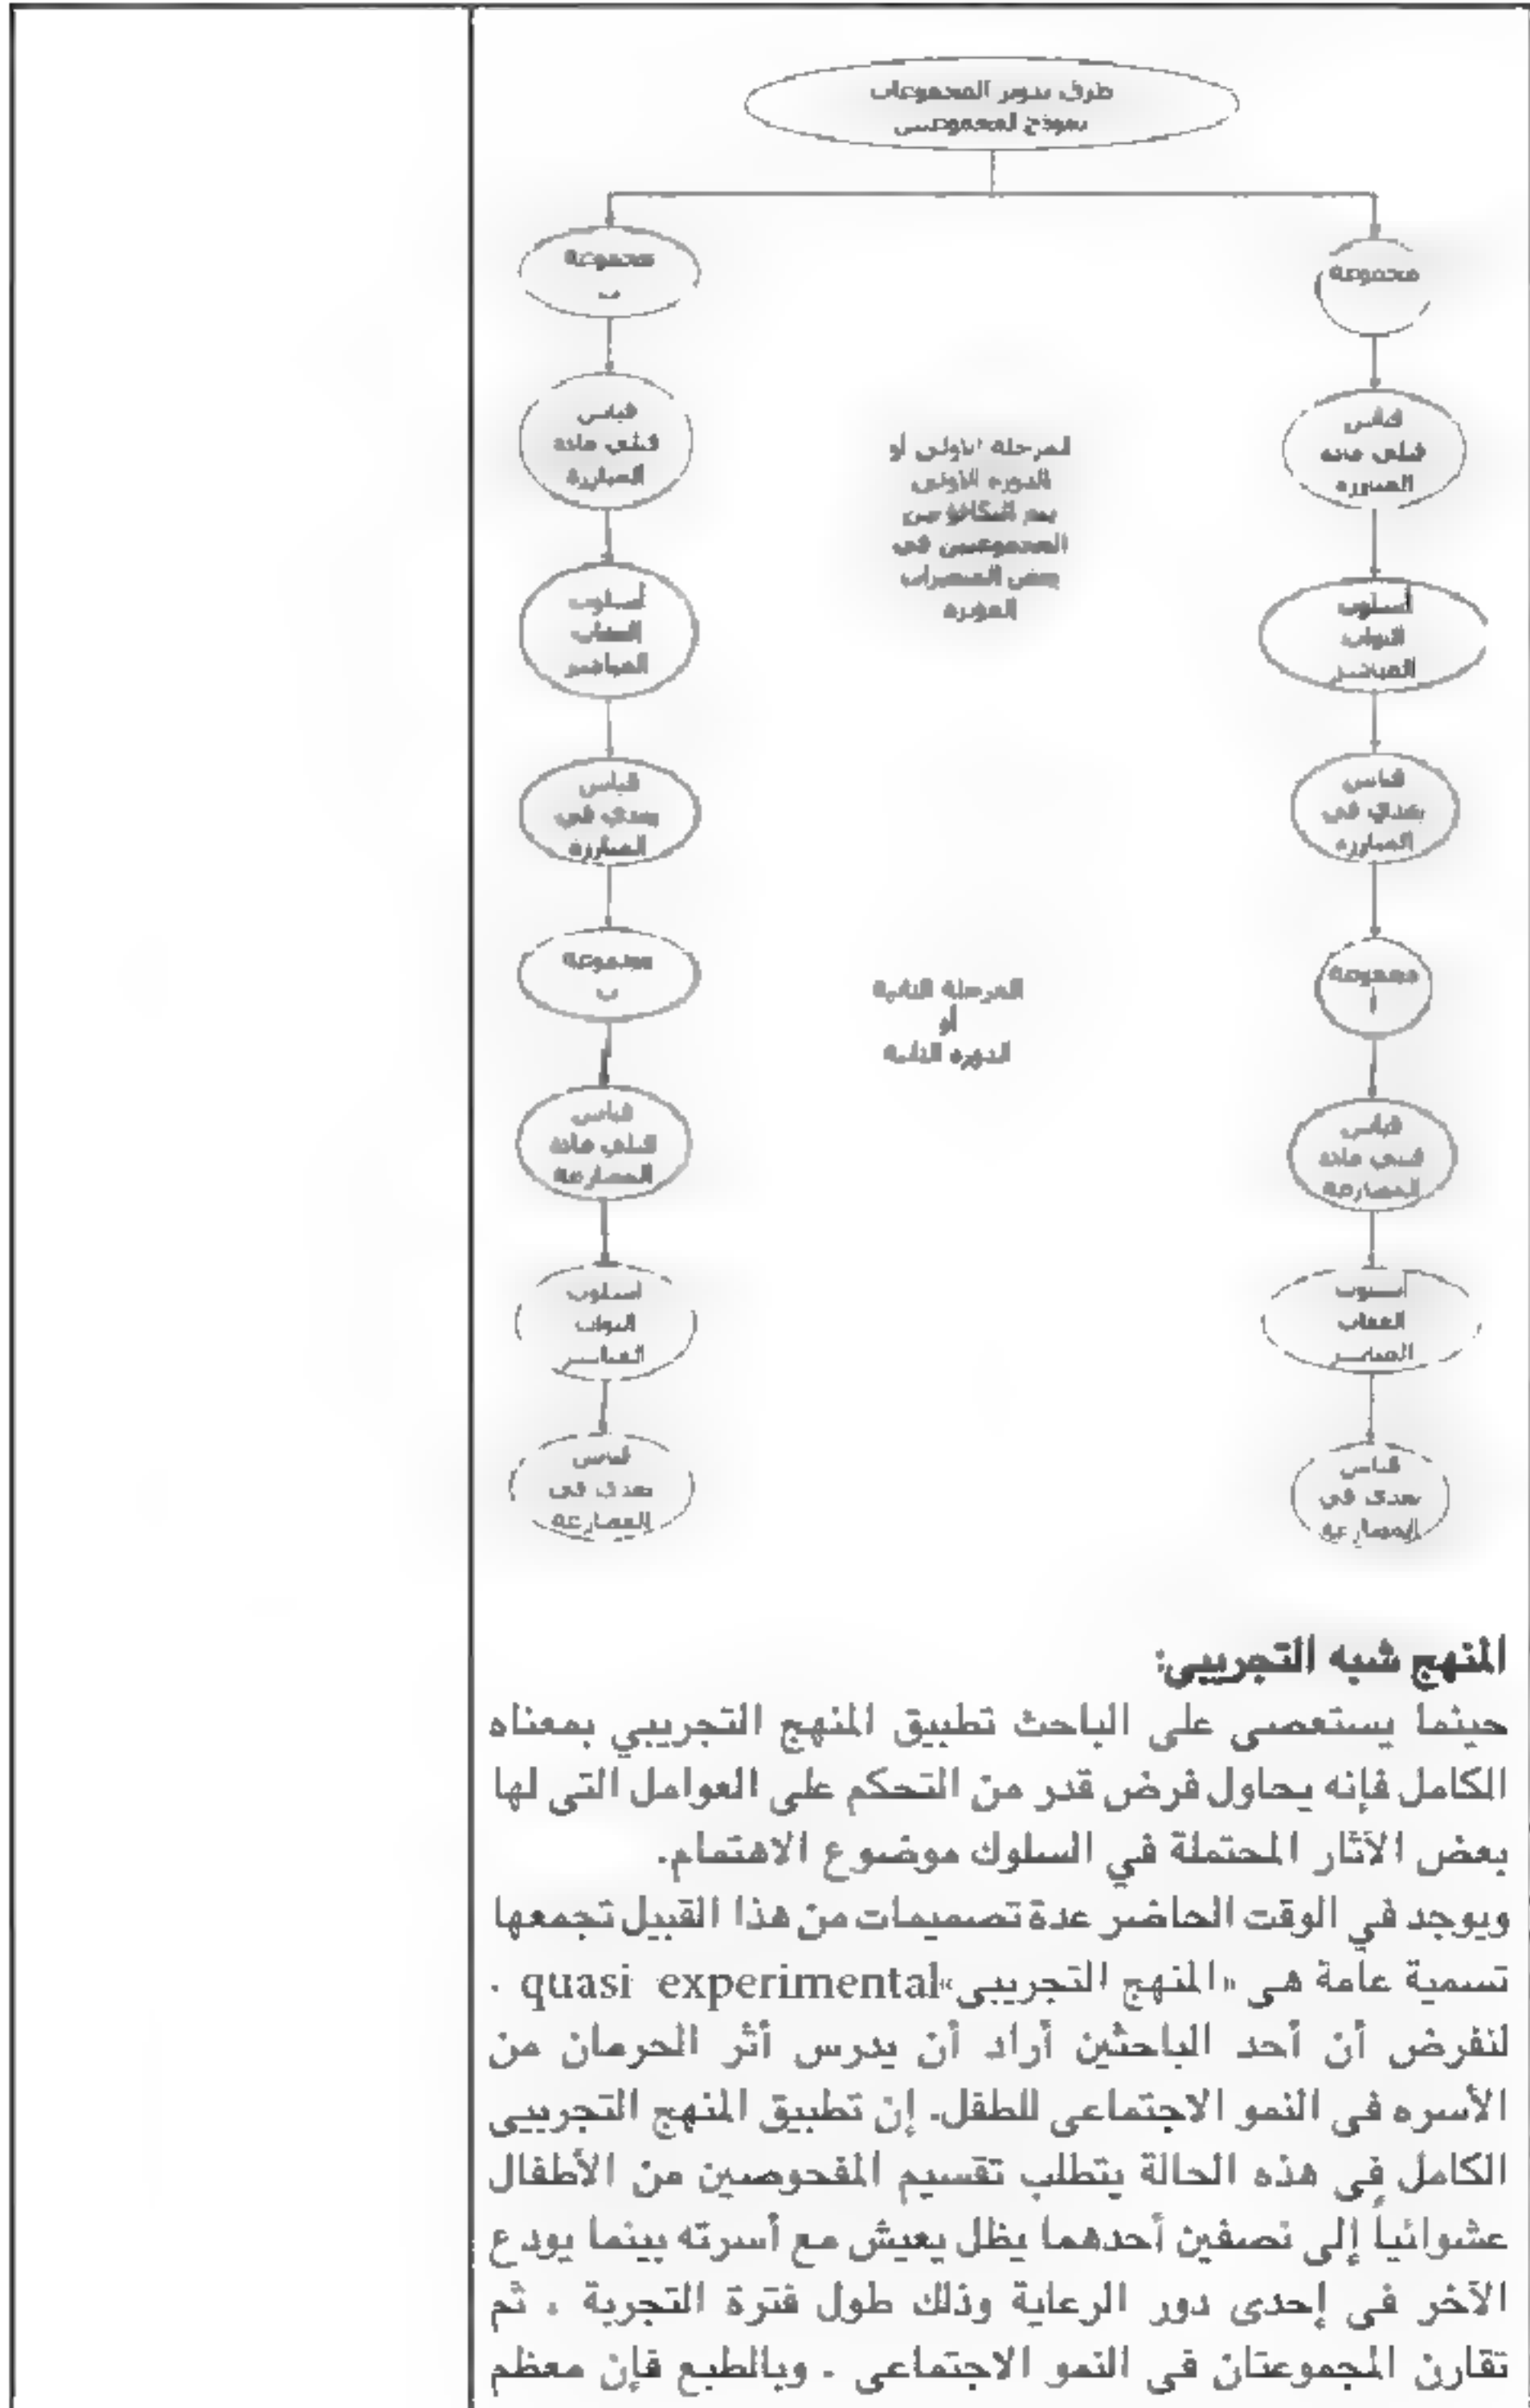 طرق تدوير المجموعات
نموذج لمجموعتين
مجموعة
قياس
قبلي مادة
المبارزة
أسلوب
الثواب
المباشر
قياس
بعدي في
المبارزة
مجموعة
أ
قياس
قبلي مادة
المصارعة
أسلوب
العقاب
المباشر
قياس
بعدى فى
المصارعة
المرحلة الأولى أو
الدورة الأولى
يتم التكافؤ بين
المجموعتين في
بعض المتغيرات
المؤثرة
المرحلة الثانية
أو
الدورة الثانية
مجموعة
ب
قياس
قبلي مادة
المبارزة
أسلوب
العقاب
المباشر
قياس
بعدي في
المبارزة
مجموعة
ب
قياس
قبلي مادة
المصارعة
أسلوب
الثواب
المباشر
قياس
بعدى فى
المصارعة
المنهج شبه التجريبى:
حينما يستعصى على الباحث تطبيق المنهج التجريبي بمعناه
الكامل فإنه يحاول فرض قدر من التحكم على العوامل التى لها
بعض الآثار المحتملة في السلوك موضوع الاهتمام.
ويوجد في الوقت الحاضر عدة تصميمات من هذا القبيل تجمعها
تسمية عامة هى «المنهج التجريبى» quasi experimental .
لنفرض أن أحد الباحثين أراد أن يدرس أثر الحرمان من
الأسره فى النمو الاجتماعى للطفل. إن تطبيق المنهج التجريبى
الكامل في هذه الحالة يتطلب تقسيم المفحوصين من الأطفال
عشوائياً إلى نصفين أحدهما يظل يعيش مع أسرته بينما يودع
الآخر في إحدى دور الرعاية وذلك طول فترة التجربة ، ثم
تقارن المجموعتان فى النمو الاجتماعى . وبالطبع فإن معظم